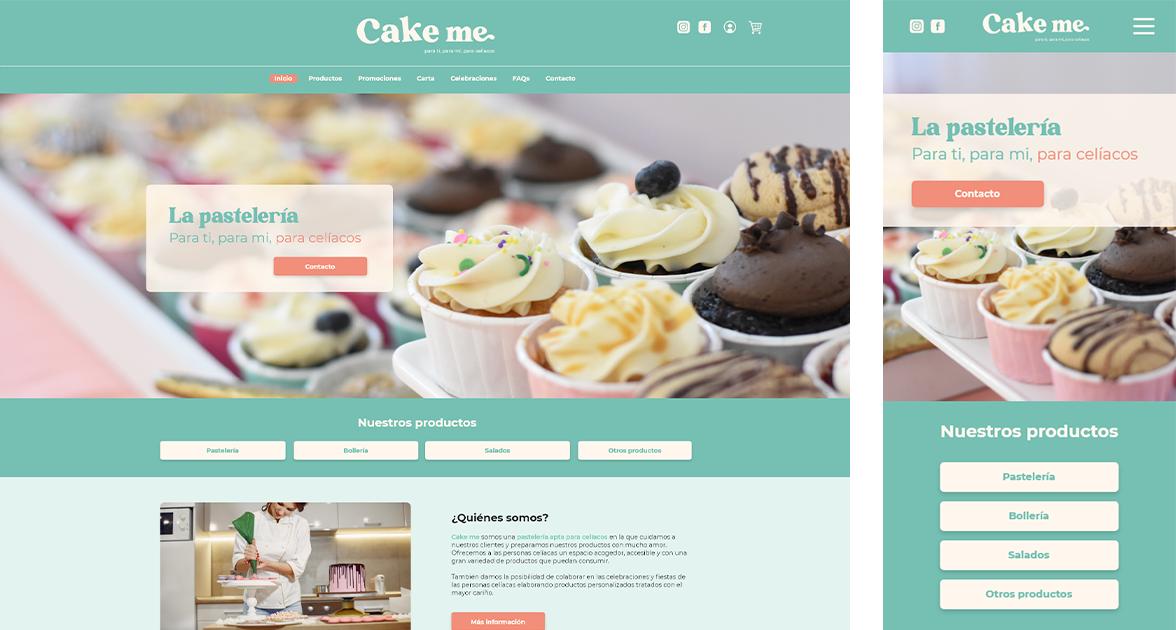 Cake me
para ti, para mi, para celíacos
Inicio Productos Promociones Carta Celebraciones FAQs Contacto
La pastelería
Para ti, para mi, para celíacos
Contacto
Nuestros productos
Pastelería Bollería Salados Otros productos
¿Quiénes somos?
Cake me somos una pastelería apta para celíacos en la que cuidamos a
nuestros clientes y preparamos nuestros productos con mucho amor.
Ofrecemos a las personas celíacas un espacio acogedor, accesible y con una
gran variedad de productos que puedan consumir.
También damos la posibilidad de colaborar en las celebraciones y fiestas de
las personas celíacas elaborando productos personalizados tratados con el
mayor cariño.
Más información
Cake me
para ti, para mi, para celíacos
La pastelería
Para ti, para mi, para celíacos
Contacto
Nuestros productos
Pastelería
Bollería
Salados
Otros productos